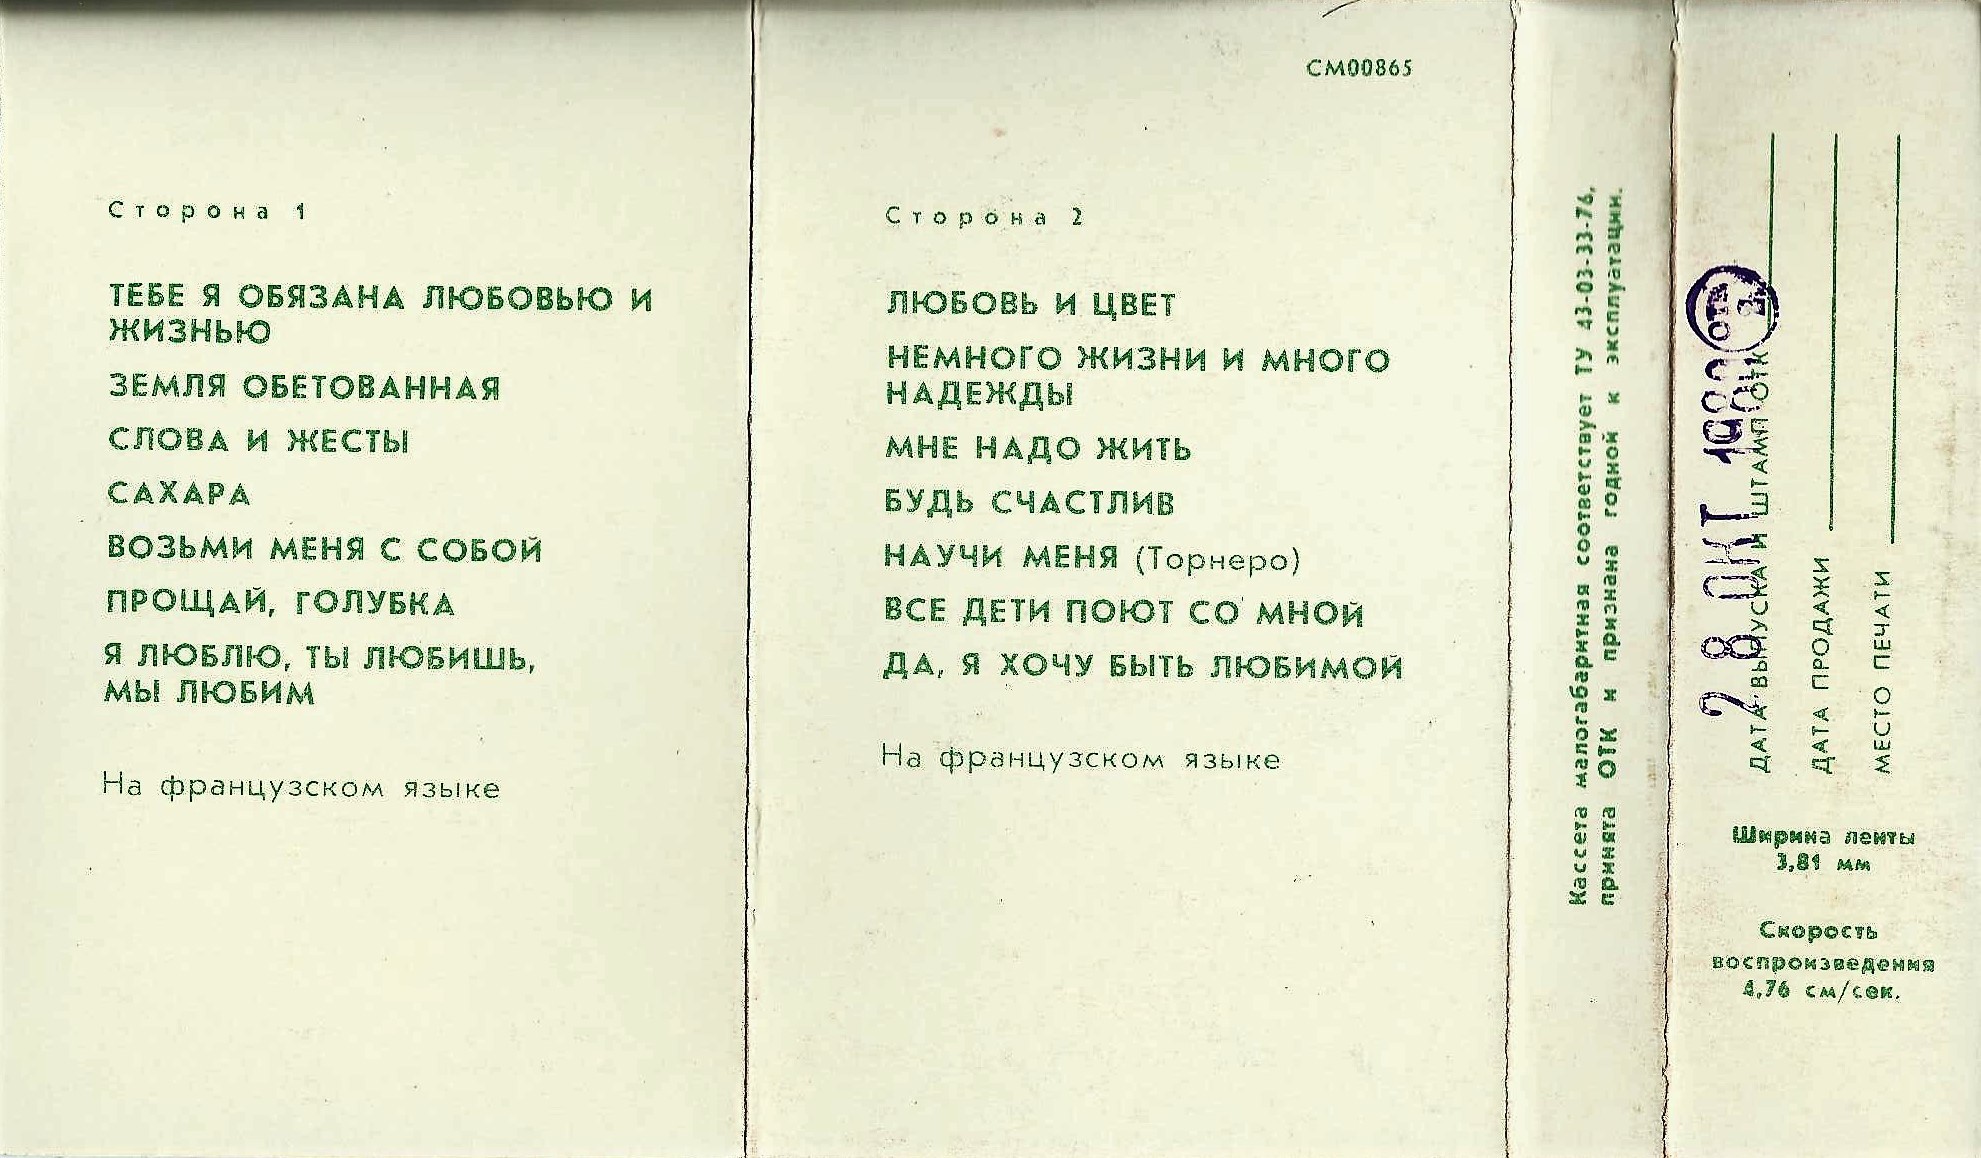 Сторона 1
ТЕБЕ Я ОБЯЗАНА ЛЮБОВЬЮ И
ЖИЗНЬЮ
ЗЕМЛЯ ОБЕТОВАННАЯ
СЛОВА И ЖЕСТЫ
САХАРА
ВОЗЬМИ МЕНЯ С СОБОЙ
ПРОЩАЙ, ГОЛУБКА
Я ЛЮБЛЮ, ТЫ ЛЮБИШЬ,
МЫ ЛЮБИМ
На французском языке
СМ00865
Сторона 2
ЛЮБОВЬ И ЦВЕТ
НЕМНОГО ЖИЗНИ И МНОГО
НАДЕЖДЫ
МНЕ НАДО ЖИТЬ
БУДЬ СЧАСТЛИВ
НАУЧИ МЕНЯ (Торнеро)
ВСЕ ДЕТИ ПОЮТ СО МНОЙ
ДА, Я ХОЧУ БЫТЬ ЛЮБИМОЙ
На французском языке
Кассета малогабаритная соответствует ТУ 43-03-33-76,
принята ОТК и признана годной к эксплуатации.
28 ОКТ
ОТК
ДАТА ВЫПУСКА И ШТАМП ОТК
ДАТА ПРОДАЖИ
МЕСТО ПЕЧАТИ
Ширина ленты
3,81 мм
Скорость
воспроизведения
4,76 см/сек.